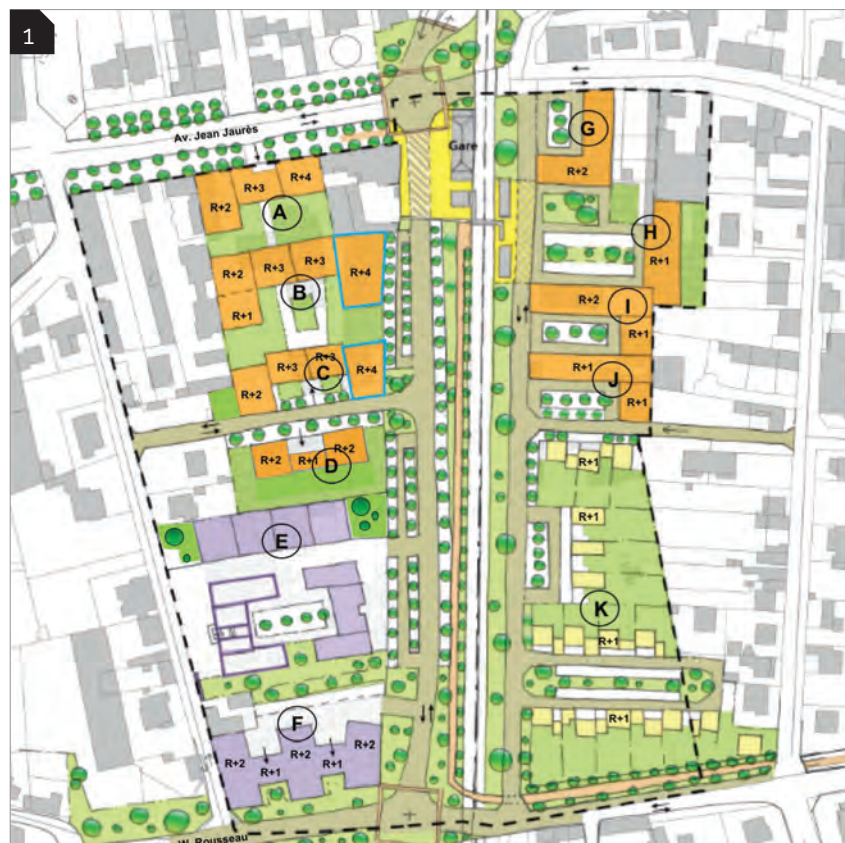 1
Av. Jean Jaurès
Gare
R+2
R+3
R+4
A
G
R+2
H
R+1
R+2
R+3
R+3
R+4
B
R+1
R+2
I
R+1
R+3
R+3
R+4
R+2
C
R+1
J
R+1
R+2
R+1
R+2
D
R+1
R+1
E
K
R+1
F
R+2
R+1
R+2
R+1
R+2
R+1
W. Rousseau